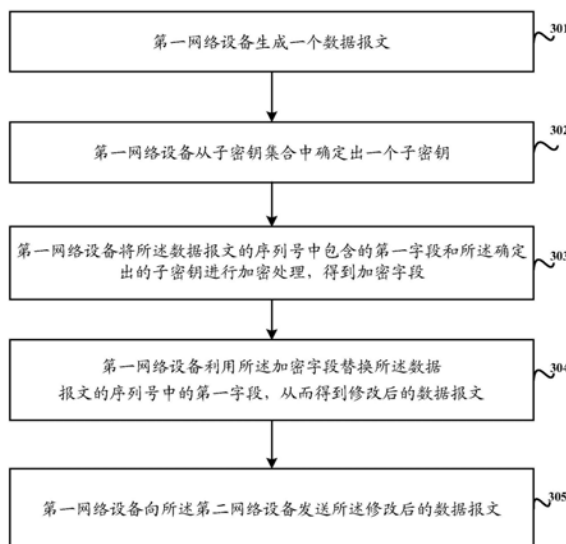 第一网络设备生成一个数据报文
301
第一网络设备从子密钥集合中确定出一个子密钥
302
第一网络设备将所述数据报文的序列号中包含的第一字段和所述确定
出的子密钥进行加密处理，得到加密字段
303
第一网络设备利用所述加密字段替换所述数据
报文的序列号中的第一字段，从而得到修改后的数据报文
304
第一网络设备向所述第二网络设备发送所述修改后的数据报文
305